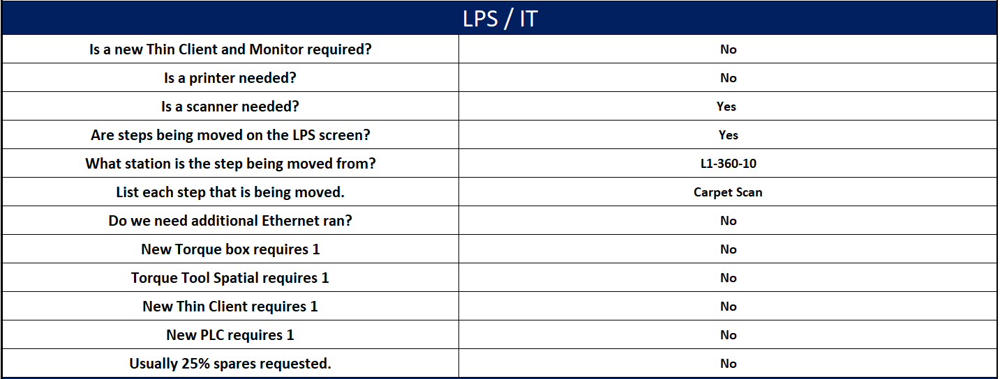 LPS / IT
Is a new Thin Client and Monitor required? No
Is a printer needed? No
Is a scanner needed? Yes
Are steps being moved on the LPS screen? Yes
What station is the step being moved from? L1-360-10
List each step that is being moved. Carpet Scan
Do we need additional Ethernet ran? No
New Torque box requires 1 No
Torque Tool Spatial requires 1 No
New Thin Client requires 1 No
New PLC requires 1 No
Usually 25% spares requested. No